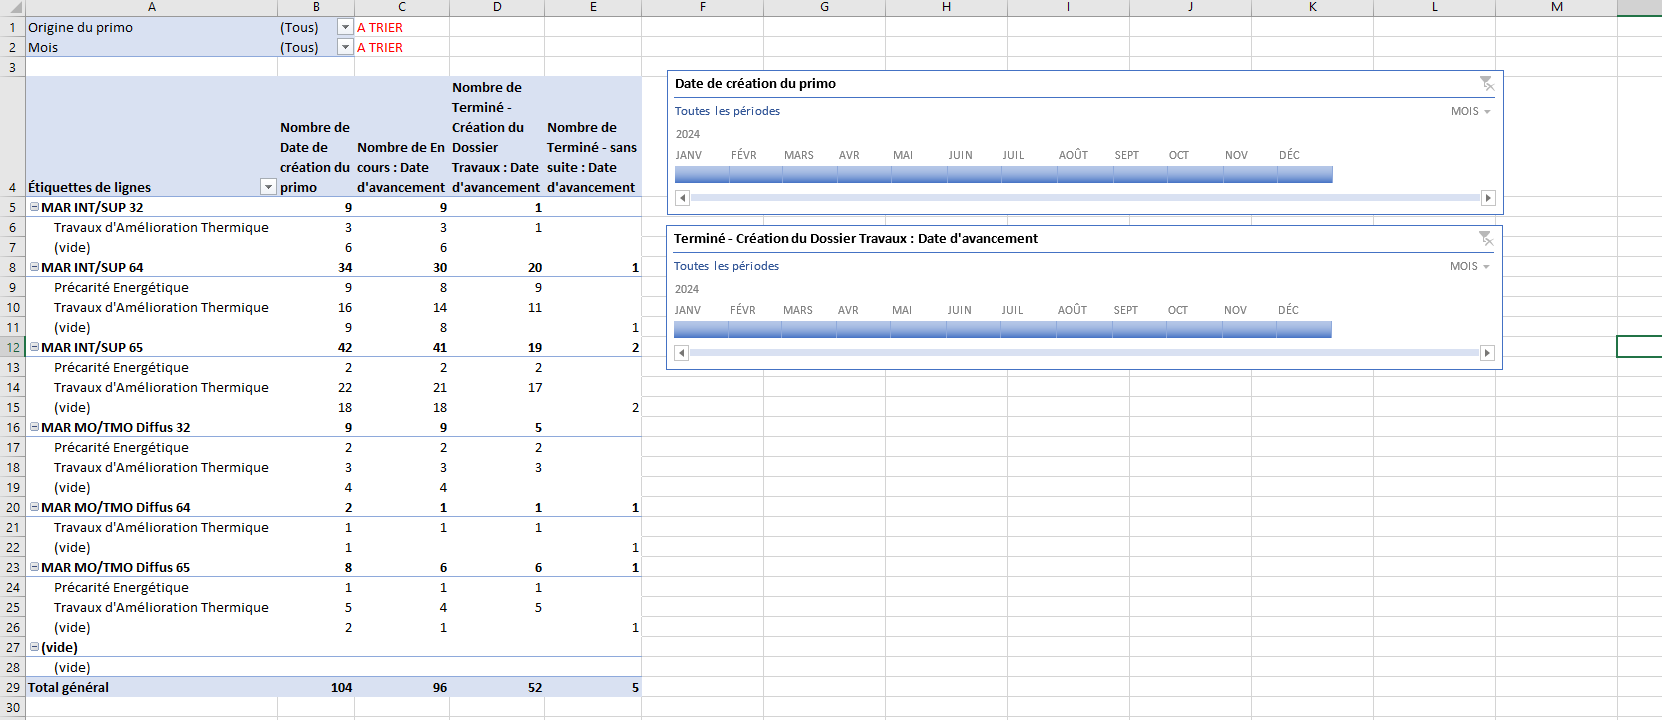 A B C D E F G H I J K L M
1 Origine du primo (Tous) A TRIER
2 Mois (Tous) A TRIER
3
4 Étiquettes de lignes Nombre de Date de création du primo Nombre de En cours : Date d'avancement Nombre de Terminé - Création du Dossier Travaux : Date d'avancement Nombre de Terminé - sans suite : Date d'avancement
5 MAR INT/SUP 32 9 9 1
6 Travaux d'Amélioration Thermique 3 3 1
7 (vide) 6 6
8 MAR INT/SUP 64 34 30 20 1
9 Précarité Energétique 9 8 9
10 Travaux d'Amélioration Thermique 16 14 11
11 (vide) 9 8 1
12 MAR INT/SUP 65 42 41 19 2
13 Précarité Energétique 2 2 2
14 Travaux d'Amélioration Thermique 22 21 17
15 (vide) 18 18 2
16 MAR MO/TMO Diffus 32 9 9 5
17 Précarité Energétique 2 2 2
18 Travaux d'Amélioration Thermique 3 3 3
19 (vide) 4 4
20 MAR MO/TMO Diffus 64 2 1 1 1
21 Travaux d'Amélioration Thermique 1 1 1
22 (vide) 1 1
23 MAR MO/TMO Diffus 65 8 6 6 1
24 Précarité Energétique 1 1 1
25 Travaux d'Amélioration Thermique 5 4 5
26 (vide) 2 1 1
27 (vide)
28 (vide)
29 Total général 104 96 52 5
30
Date de création du primo
Toutes les périodes MOIS
2024
JANV FÉVR MARS AVR MAI JUIN JUIL AOÛT SEPT OCT NOV DÉC
Terminé - Création du Dossier Travaux : Date d'avancement
Toutes les périodes MOIS
2024
JANV FÉVR MARS AVR MAI JUIN JUIL AOÛT SEPT OCT NOV DÉC